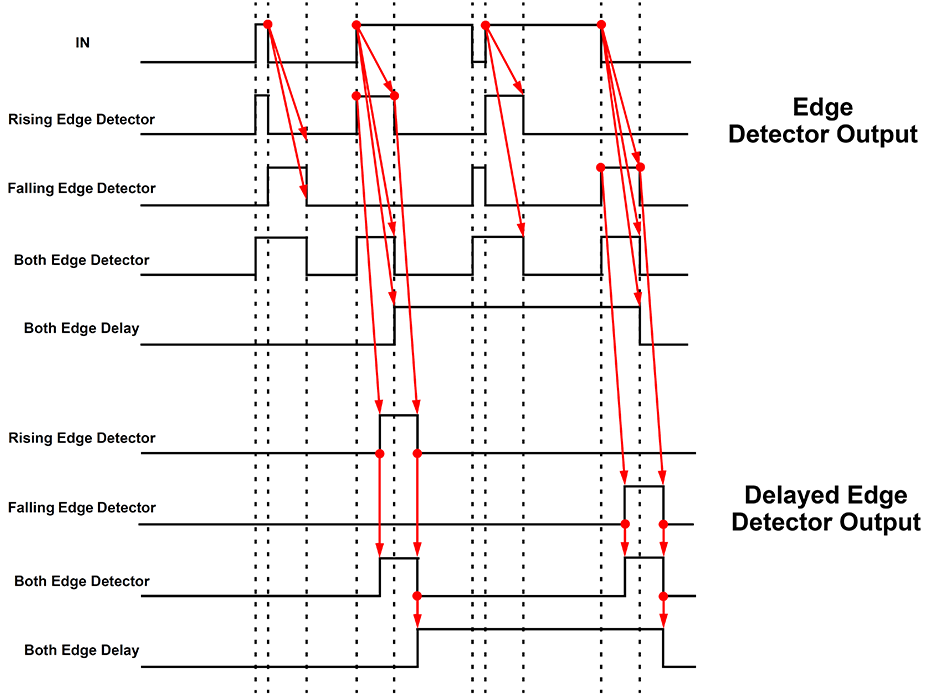 IN
Rising Edge Detector
Edge
Detector Output
Falling Edge Detector
Both Edge Detector
Both Edge Delay
Rising Edge Detector
Falling Edge Detector
Delayed Edge
Detector Output
Both Edge Detector
Both Edge Delay